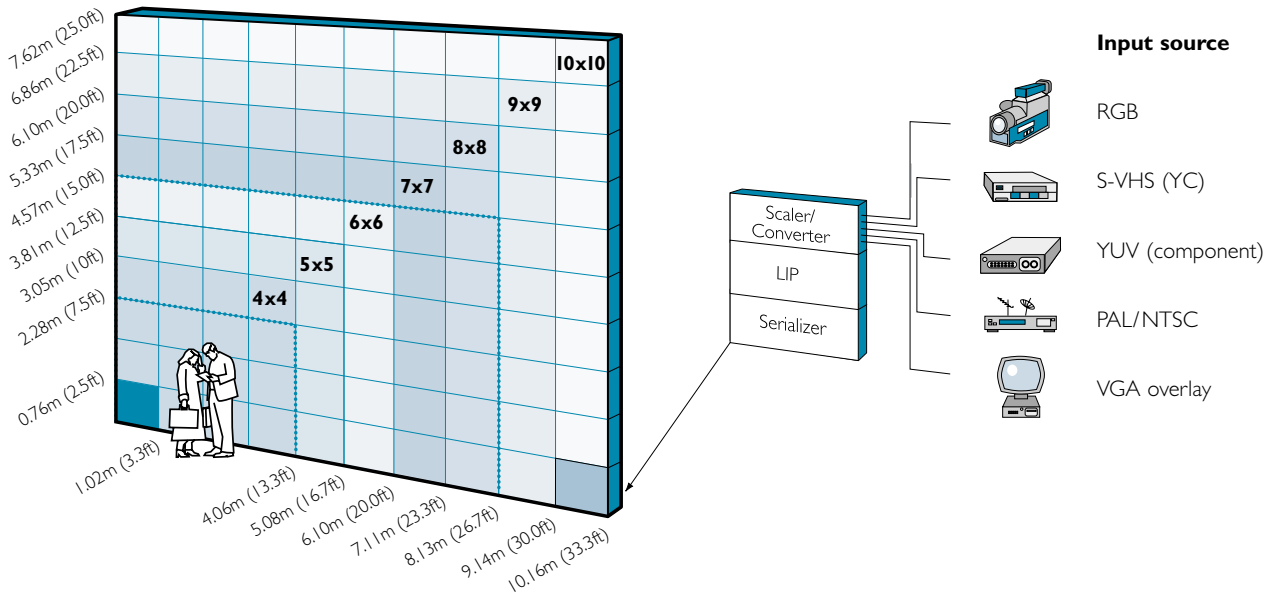 7.62m (25.0ft)
6.86m (22.5ft)
6.10m (20.0ft)
5.33m (17.5ft)
4.57m (15.0ft)
3.81m (12.5ft)
3.05m (10ft)
2.28m (7.5ft)
0.76m (2.5ft)
10x10
9x9
8x8
7x7
6x6
5x5
4x4
1.02m (3.3ft)
4.06m (13.3ft)
5.08m (16.7ft)
6.10m (20.0ft)
7.11m (23.3ft)
8.13m (26.7ft)
9.14m (30.0ft)
10.16m (33.3ft)
Scaler/
Converter
LIP
Serializer
Input source
RGB
S-VHS (YC)
YUV (component)
PAL/NTSC
VGA overlay